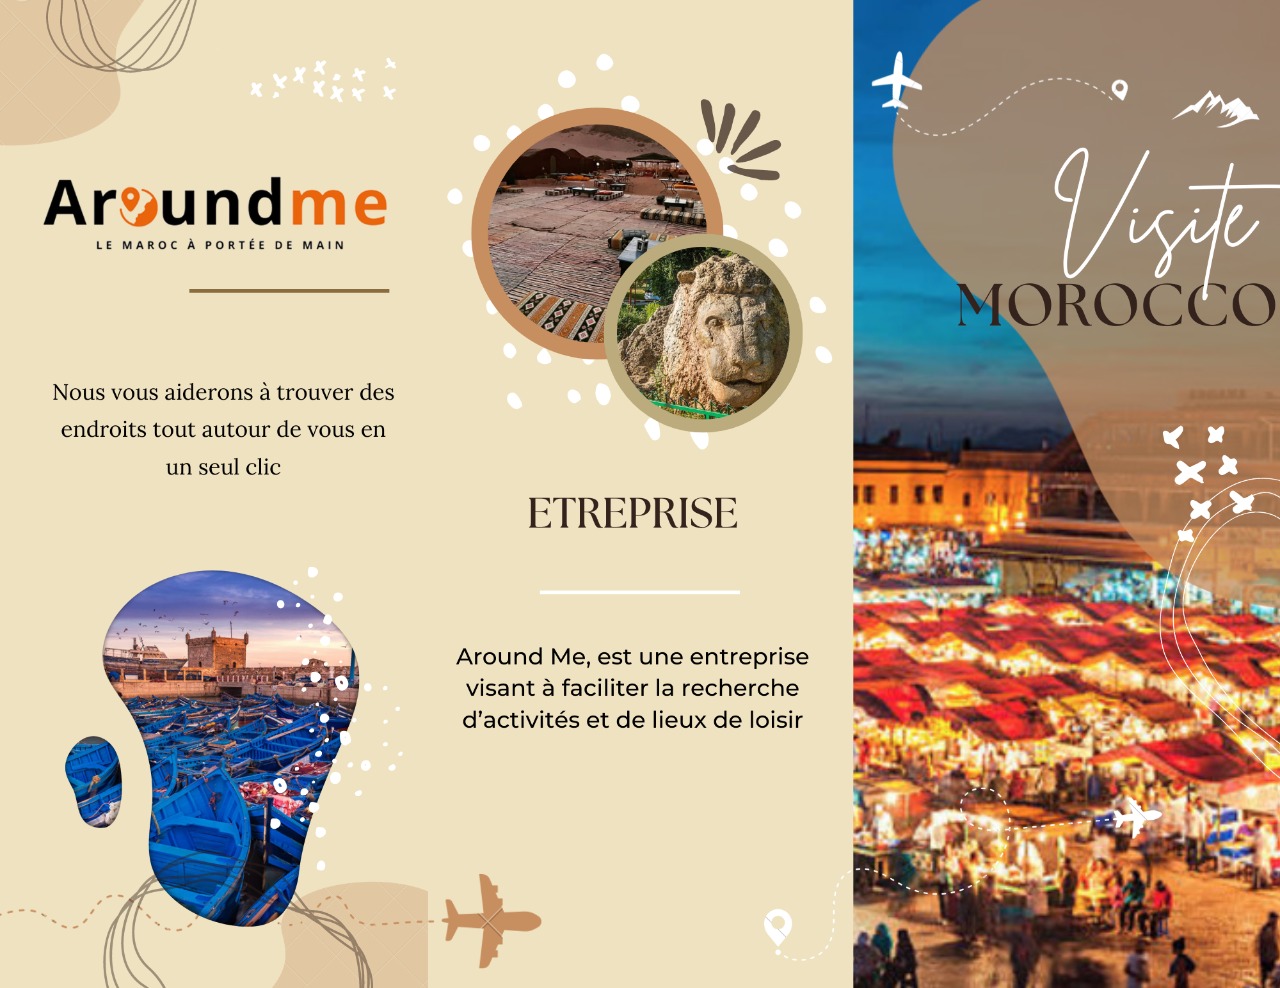 Aroundme
LE MAROC À PORTÉE DE MAIN
Nous vous aiderons à trouver des
endroits tout autour de vous en
un seul clic
ETREPRISE
Around Me, est une entreprise
visant à faciliter la recherche
d’activités et de lieux de loisir
Visite
MOROCCO